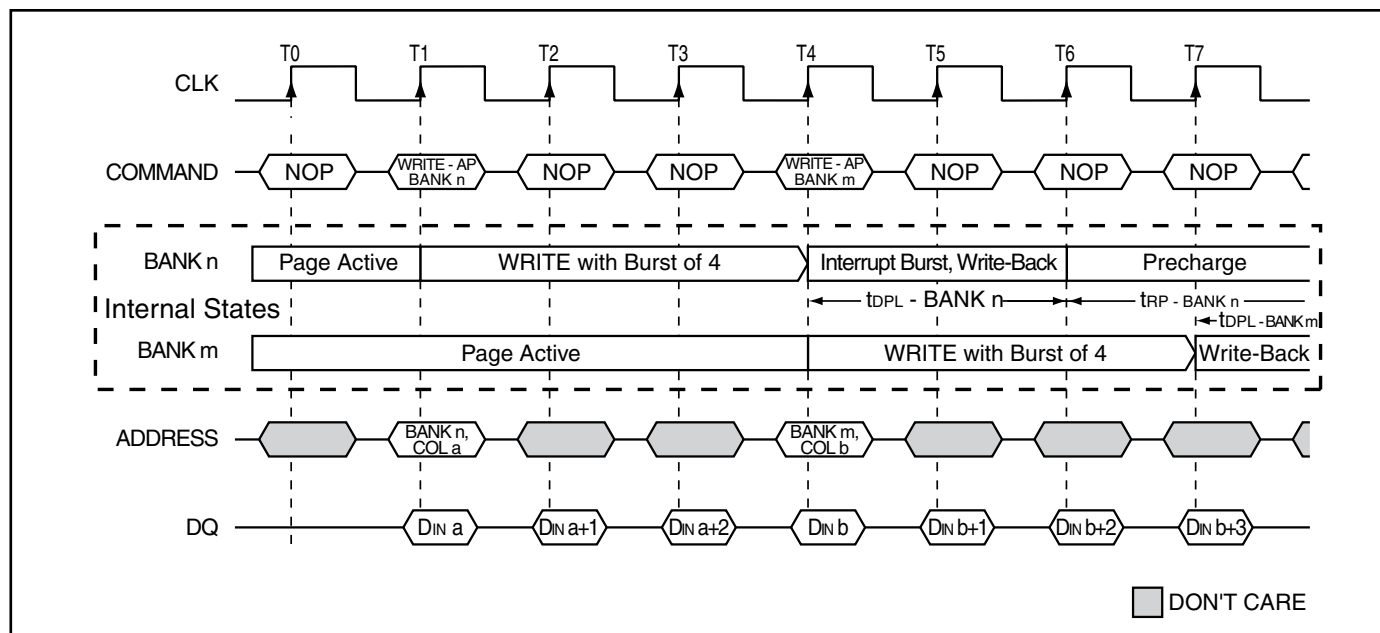 T0 T1 T2 T3 T4 T5 T6 T7
CLK
COMMAND NOP WRITE - AP BANK n NOP NOP WRITE - AP BANK m NOP NOP NOP
BANK n Page Active WRITE with Burst of 4 Interrupt Burst, Write-Back Precharge
tDPL - BANK n tRP - BANK n
Internal States
tDPL - BANK m
BANK m Page Active WRITE with Burst of 4 Write-Back
ADDRESS BANK n, COL a BANK m, COL b
DQ DIN a DIN a+1 DIN a+2 DIN b DIN b+1 DIN b+2 DIN b+3
DON'T CARE